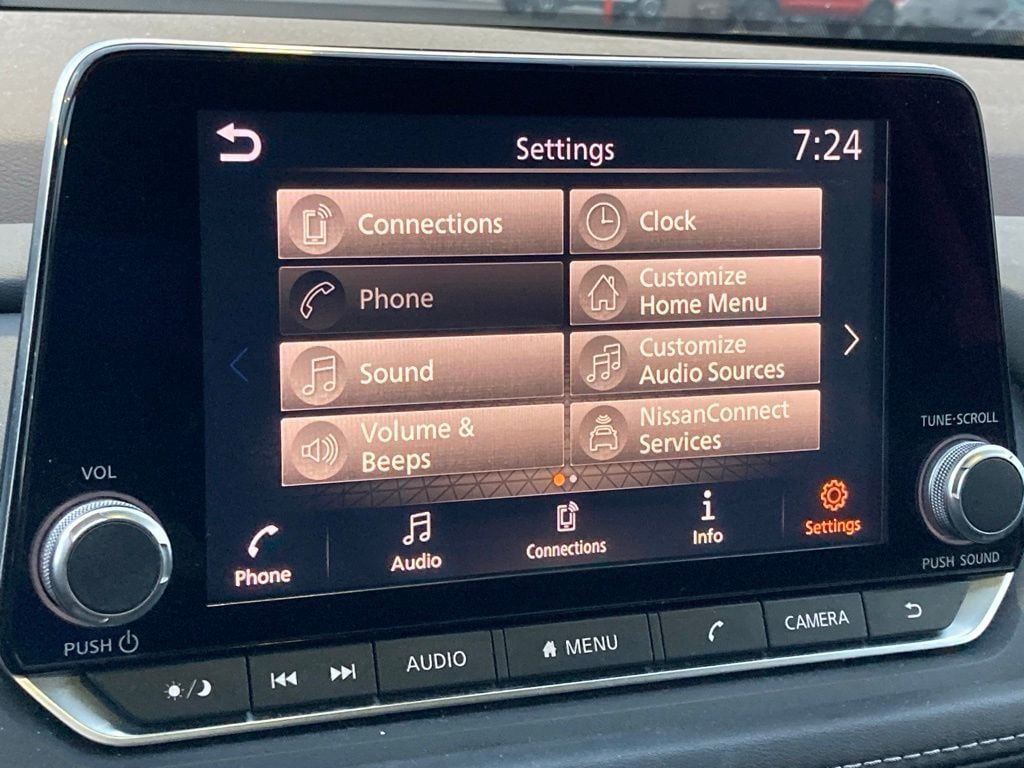 Settings
7:24
Connections
Clock
Phone
Customize
Home Menu
Sound
Customize
Audio Sources
Volume &
Beeps
NissanConnect
Services
Phone
Audio
Connections
Info
Settings
VOL
PUSH
TUNE·SCROLL
PUSH SOUND
AUDIO
MENU
CAMERA